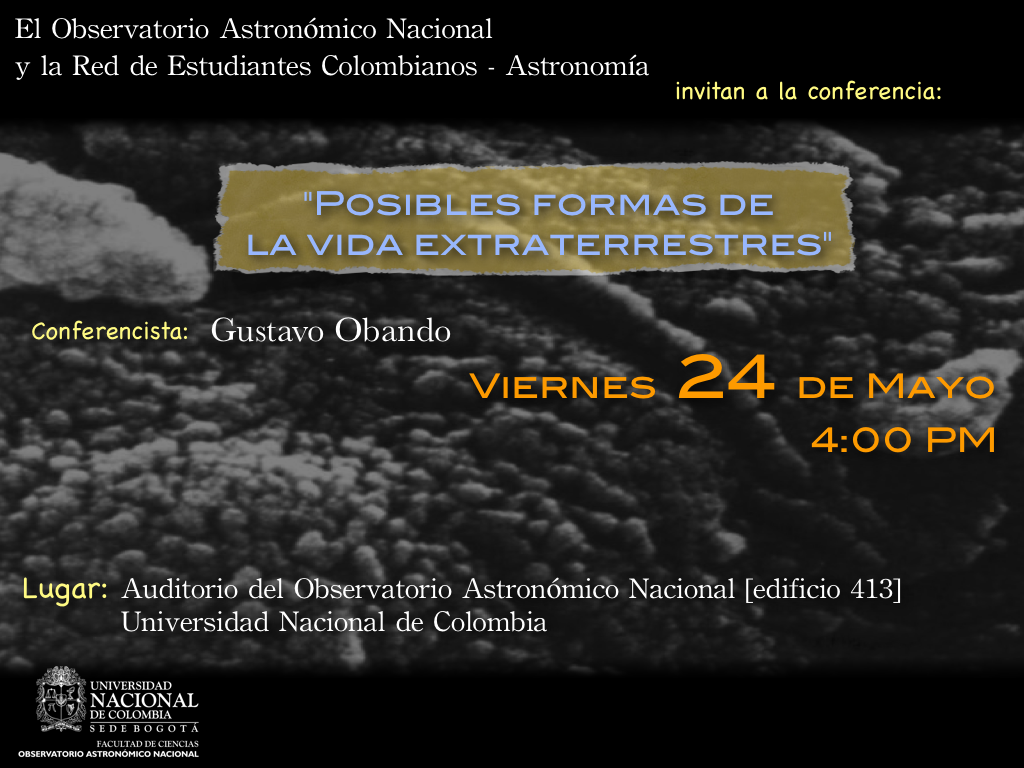 El Observatorio Astronómico Nacional
y la Red de Estudiantes Colombianos - Astronomía
invitan a la conferencia:
"Posibles formas de
la vida extraterrestres"
Conferencista: Gustavo Obando
Viernes 24 de Mayo
4:00 PM
Lugar: Auditorio del Observatorio Astronómico Nacional [edificio 413]
Universidad Nacional de Colombia
UNIVERSIDAD
NACIONAL
DE COLOMBIA
SEDE BOGOTÁ
FACULTAD DE CIENCIAS
OBSERVATORIO ASTRONÓMICO NACIONAL